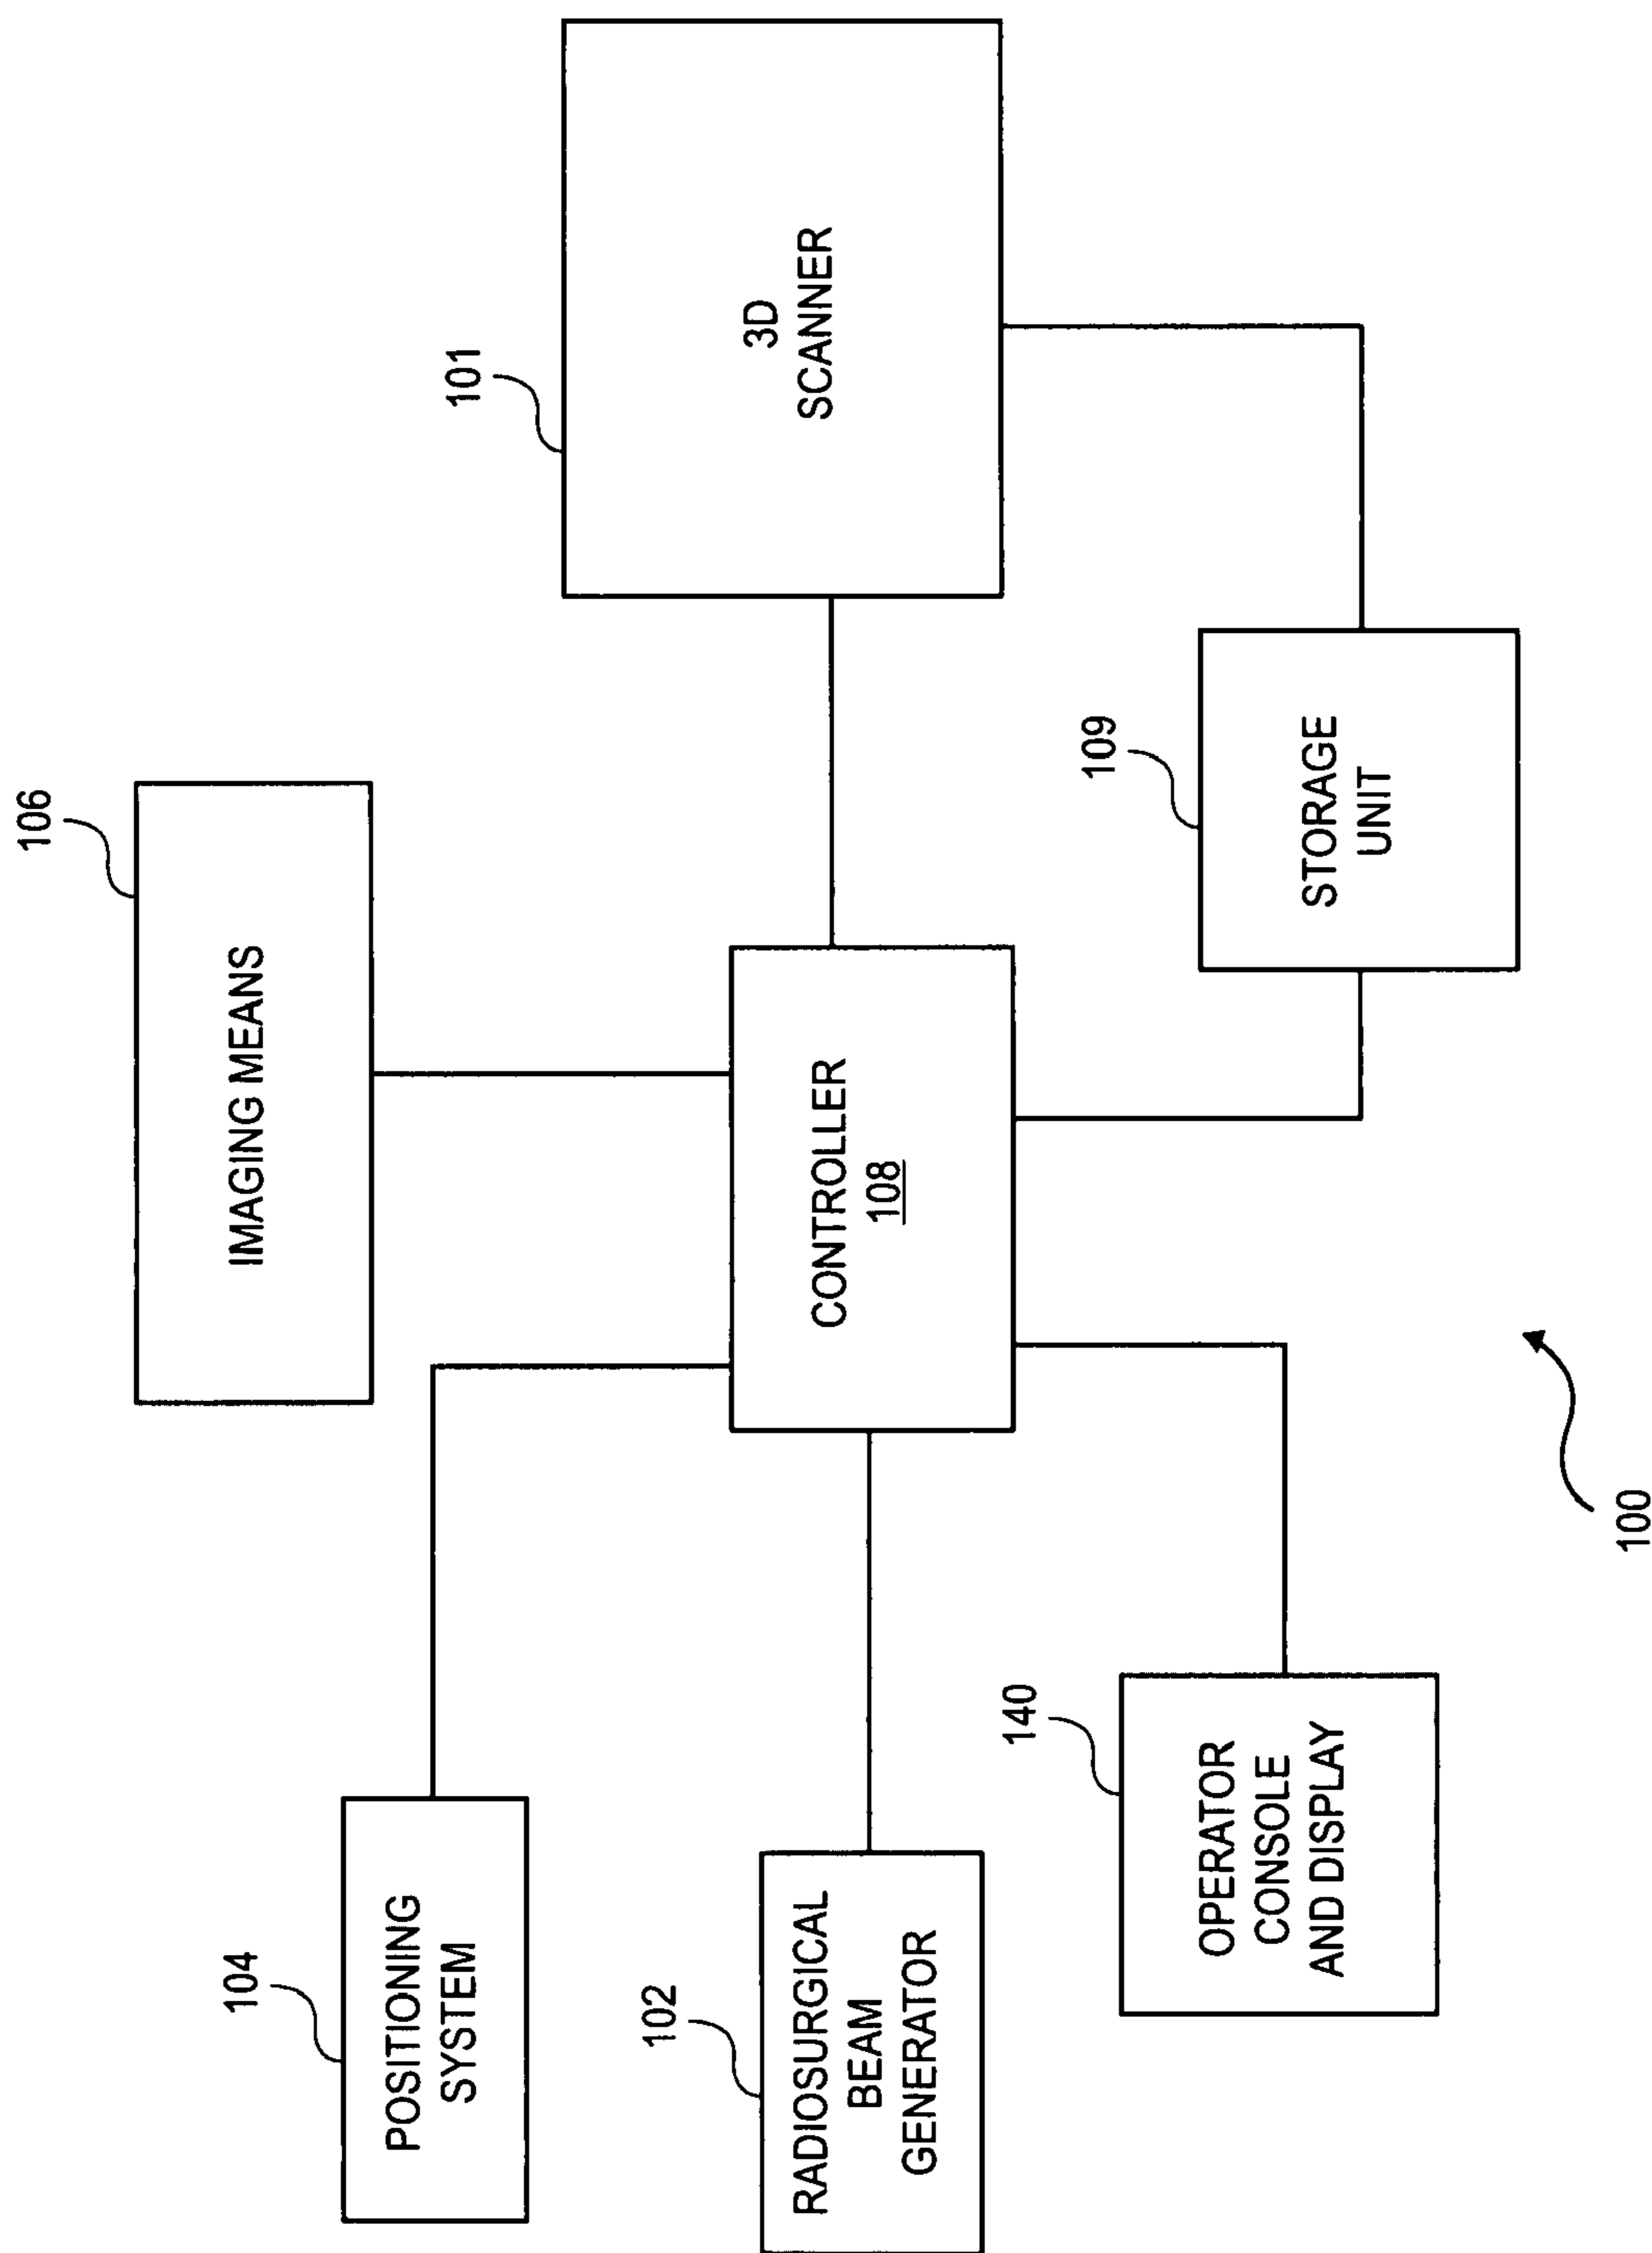 106
IMAGING MEANS
101
3D
SCANNER
104
POSITIONING
SYSTEM
CONTROLLER
108
102
RADIOSURGICAL
BEAM
GENERATOR
109
STORAGE
UNIT
140
OPERATOR
CONSOLE
AND DISPLAY
100